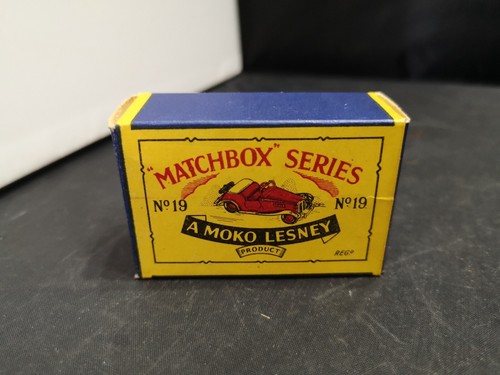 "MATCHBOX" SERIES
Nº19 Nº19
A MOKO LESNEY
PRODUCT
REGᴰ